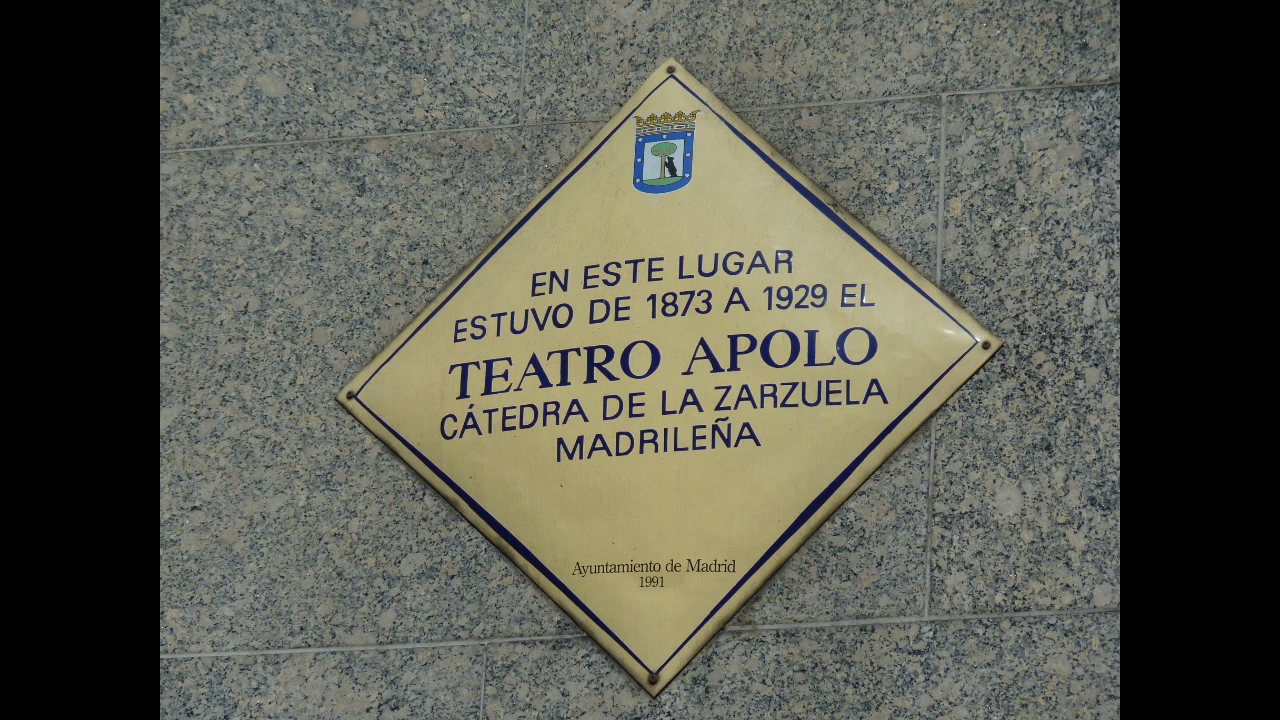 EN ESTE LUGAR
ESTUVO DE 1873 A 1929 EL
TEATRO APOLO
CÁTEDRA DE LA ZARZUELA
MADRILEÑA
Ayuntamiento de Madrid
1991